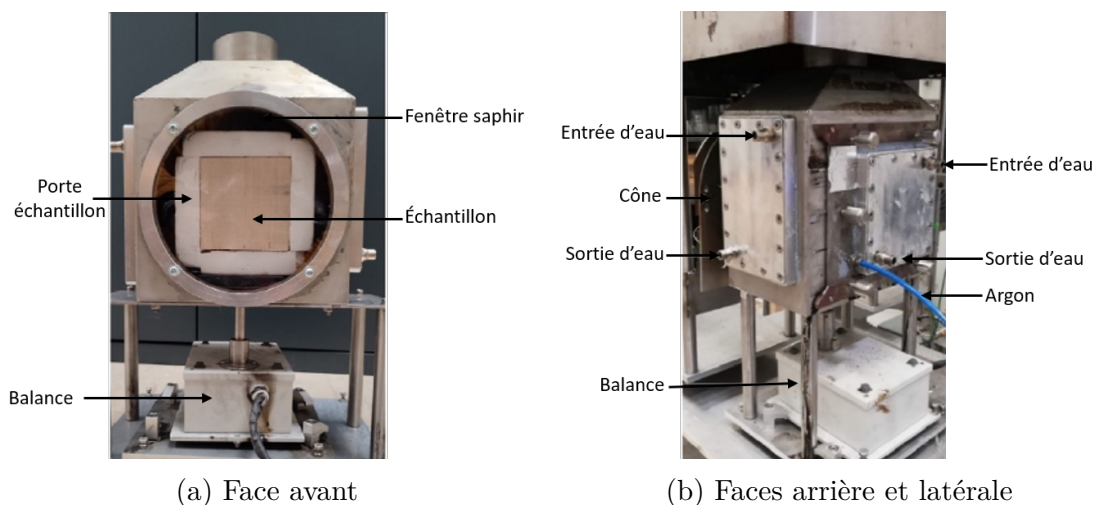 Fenêtre saphir
Porte
échantillon
Échantillon
Balance
(a) Face avant
Entrée d'eau
Entrée d'eau
Cône
Sortie d'eau
Sortie d'eau
Argon
Balance
(b) Faces arrière et latérale